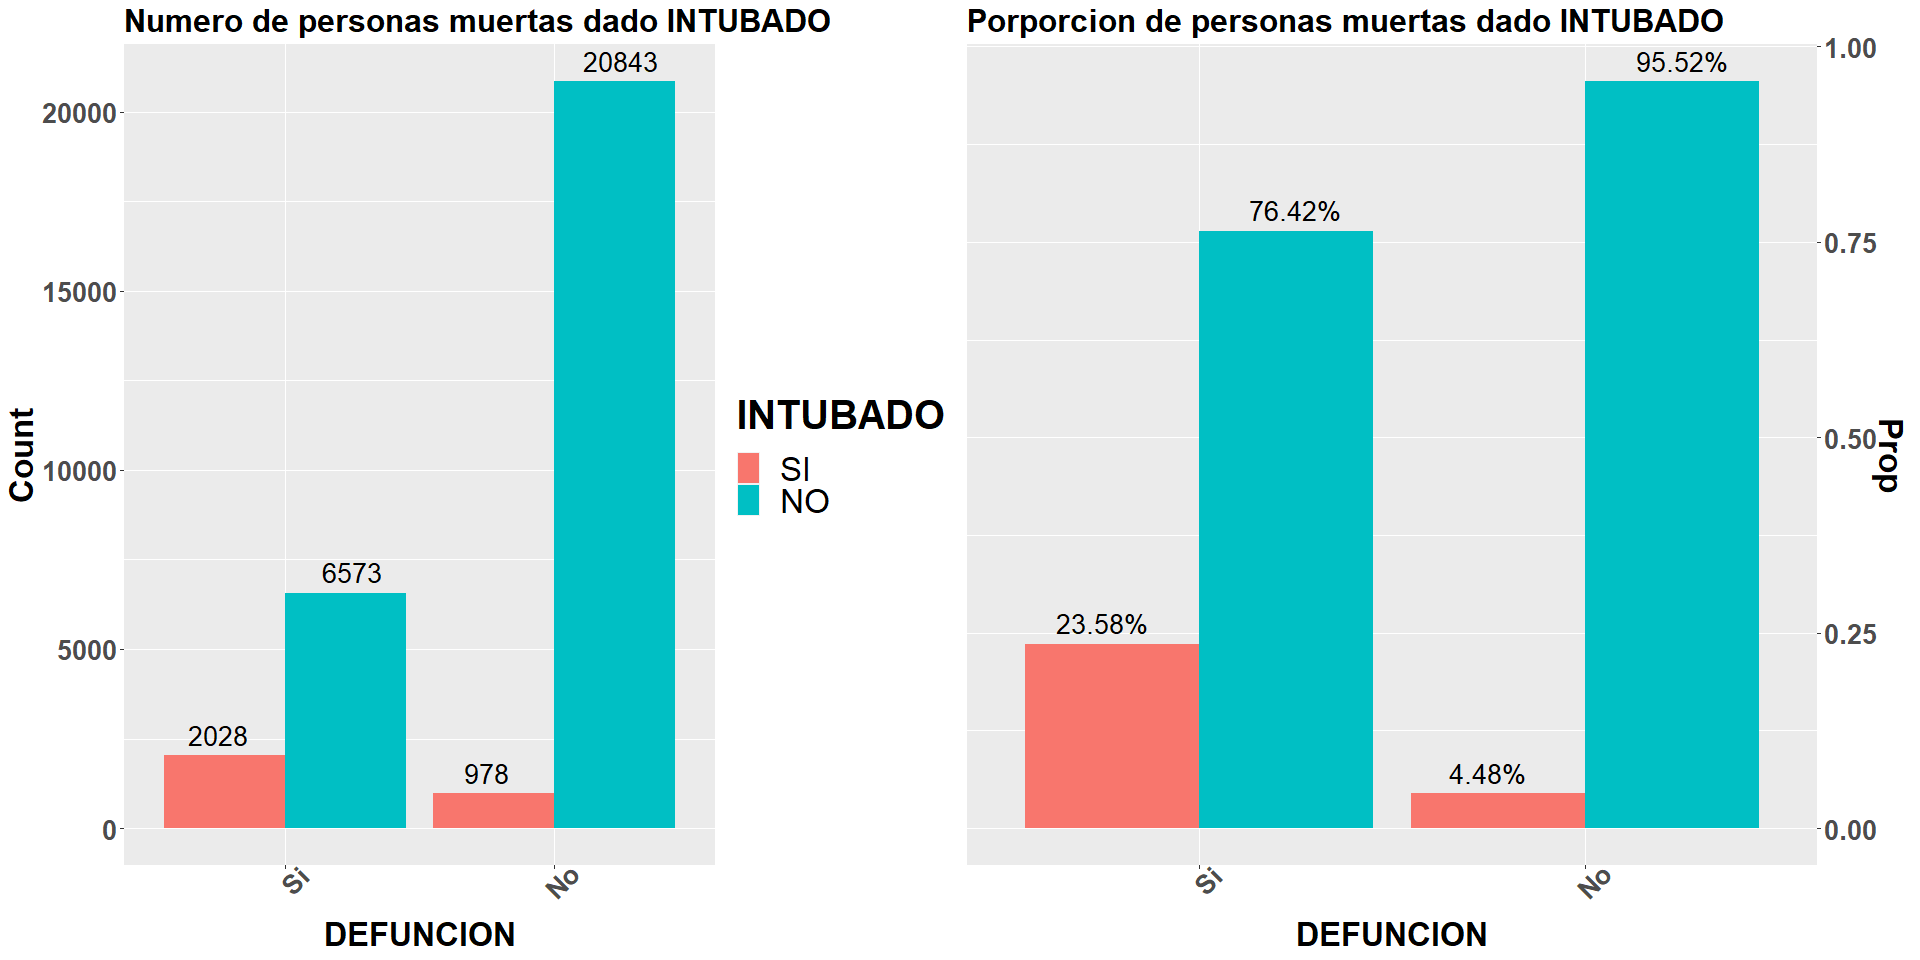 Numero de personas muertas dado INTUBADO
20843
20000
15000
10000
5000
0
Count
6573
2028
978
Si
No
DEFUNCION
INTUBADO
SI
NO
Porporcion de personas muertas dado INTUBADO
95.52%
76.42%
23.58%
4.48%
1.00
0.75
0.50
0.25
0.00
Prop
Si
No
DEFUNCION